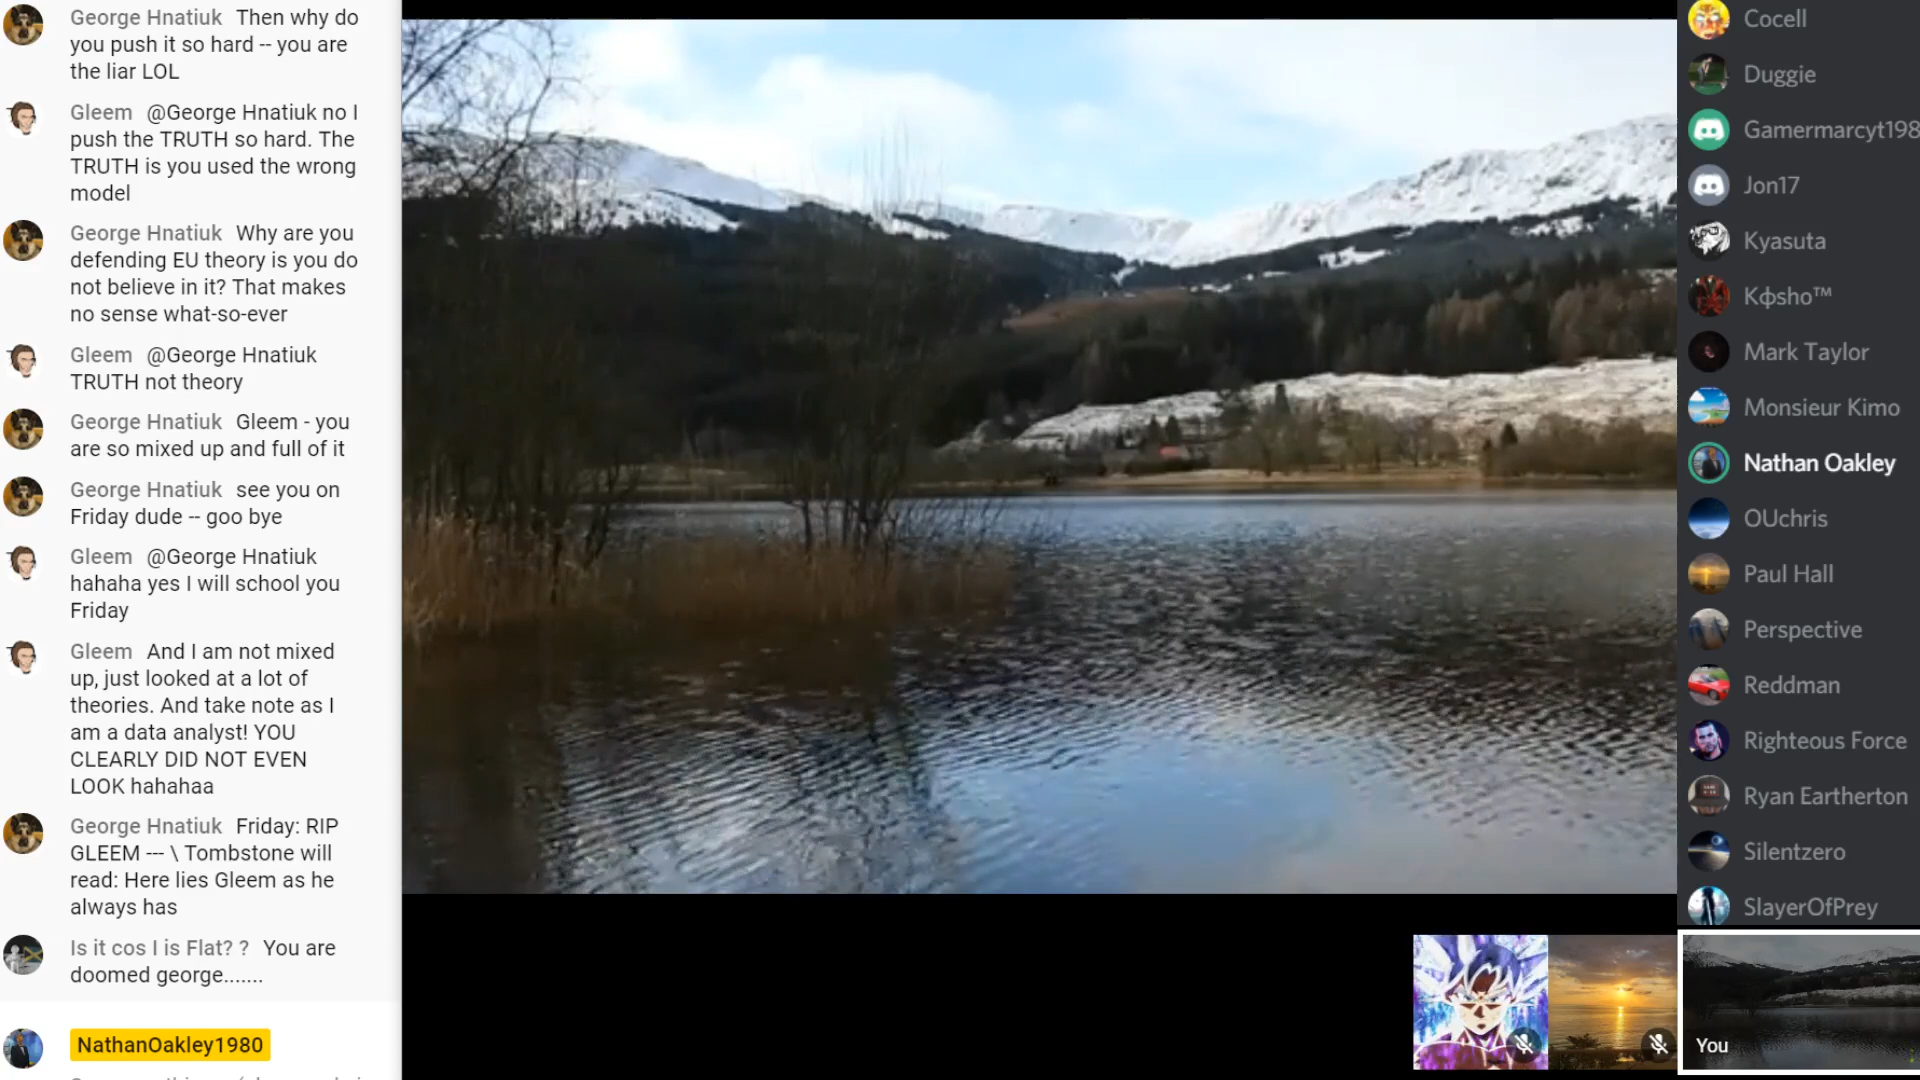 George Hnatiuk Then why do
you push it so hard -- you are
the liar LOL
Gleem @George Hnatiuk no I
push the TRUTH so hard. The
TRUTH is you used the wrong
model
George Hnatiuk Why are you
defending EU theory is you do
not believe in it? That makes
no sense what-so-ever
Gleem @George Hnatiuk
TRUTH not theory
George Hnatiuk Gleem - you
are so mixed up and full of it
George Hnatiuk see you on
Friday dude -- goo bye
Gleem @George Hnatiuk
hahaha yes I will school you
Friday
Gleem And I am not mixed
up, just looked at a lot of
theories. And take note as I
am a data analyst! YOU
CLEARLY DID NOT EVEN
LOOK hahahaa
George Hnatiuk Friday: RIP
GLEEM --- \ Tombstone will
read: Here lies Gleem as he
always has
Is it cos I is Flat? ? You are
doomed george.......
NathanOakley1980
Cocell
Duggie
Gamermarcyt198
Jon17
Kyasuta
Kφsho™
Mark Taylor
Monsieur Kimo
Nathan Oakley
OUchris
Paul Hall
Perspective
Reddman
Righteous Force
Ryan Eartherton
Silentzero
SlayerOfPrey
You